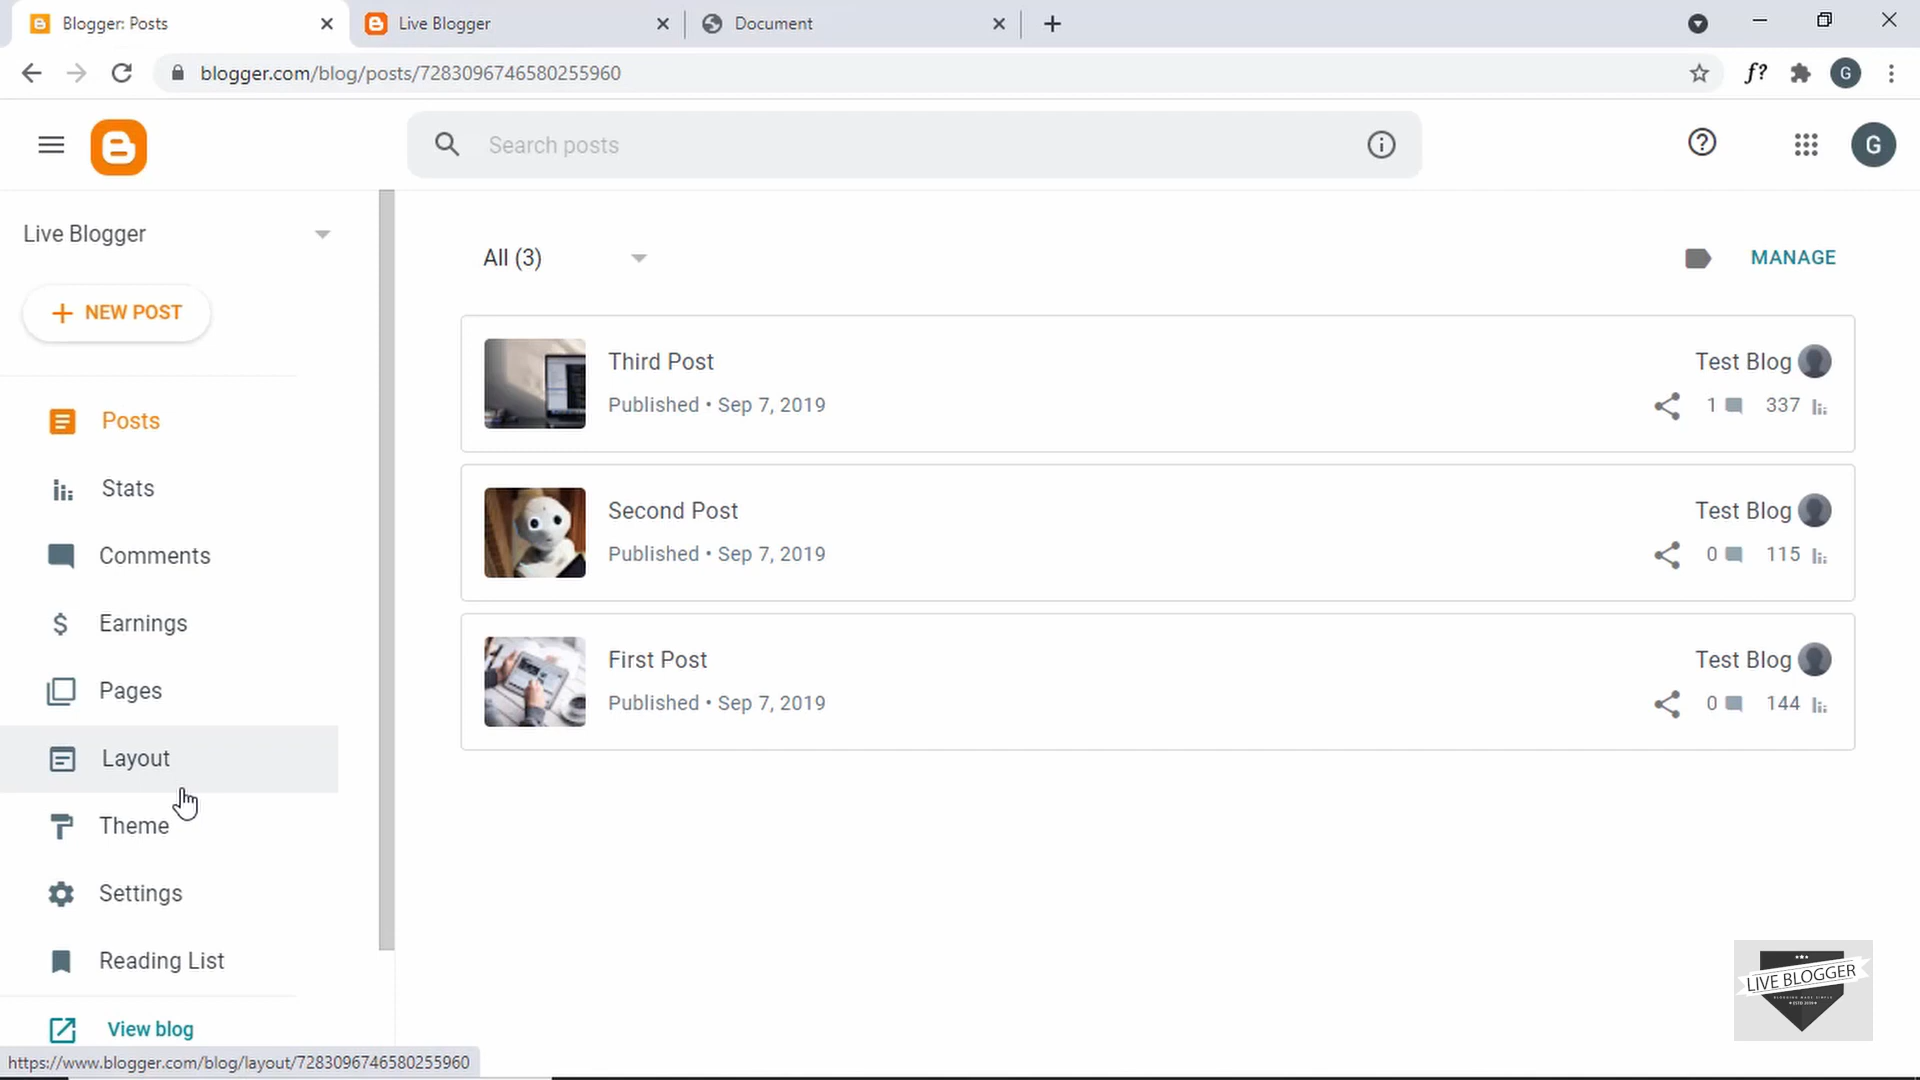 Blogger: Posts
Live Blogger
Document
blogger.com/blog/posts/7283096746580255960
f?
G
Search posts
G
Live Blogger
NEW POST
Posts
Stats
Comments
Earnings
Pages
Layout
Theme
Settings
Reading List
View blog
All (3)
MANAGE
Third Post
Test Blog
Published • Sep 7, 2019
1
337
Second Post
Test Blog
Published • Sep 7, 2019
0
115
First Post
Test Blog
Published • Sep 7, 2019
0
144
LIVE BLOGGER
https://www.blogger.com/blog/layout/7283096746580255960